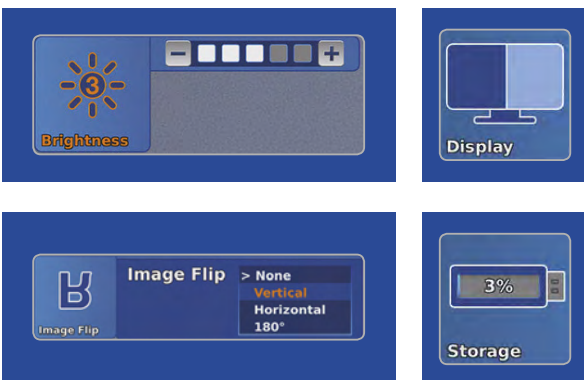 3
Brightness
Display
Image Flip
> None
Vertical
Horizontal
180°
R
Image Flip
3%
Storage